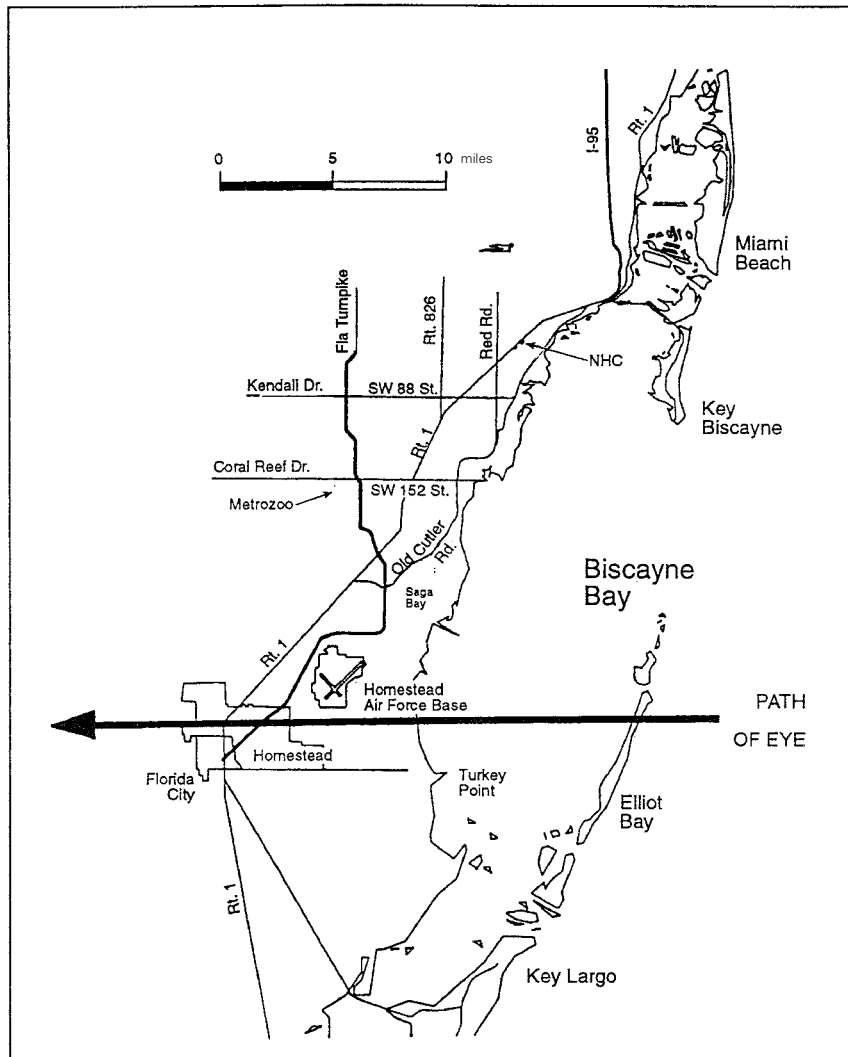 0 5 10 miles
I-95
Rt. 1
Miami
Beach
Fla Turnpike
Rt. 826
Red Rd.
NHC
Kendall Dr.
SW 88 St.
Key
Biscayne
Rt. 1
Coral Reef Dr.
SW 152 St.
Metrozoo
Old Cutler
Rd.
Biscayne
Bay
Saga
Bay
Rt. 1
Homestead
Air Force Base
PATH
OF EYE
Homestead
Florida
City
Turkey
Point
Elliot
Bay
Rt. 1
Key Largo